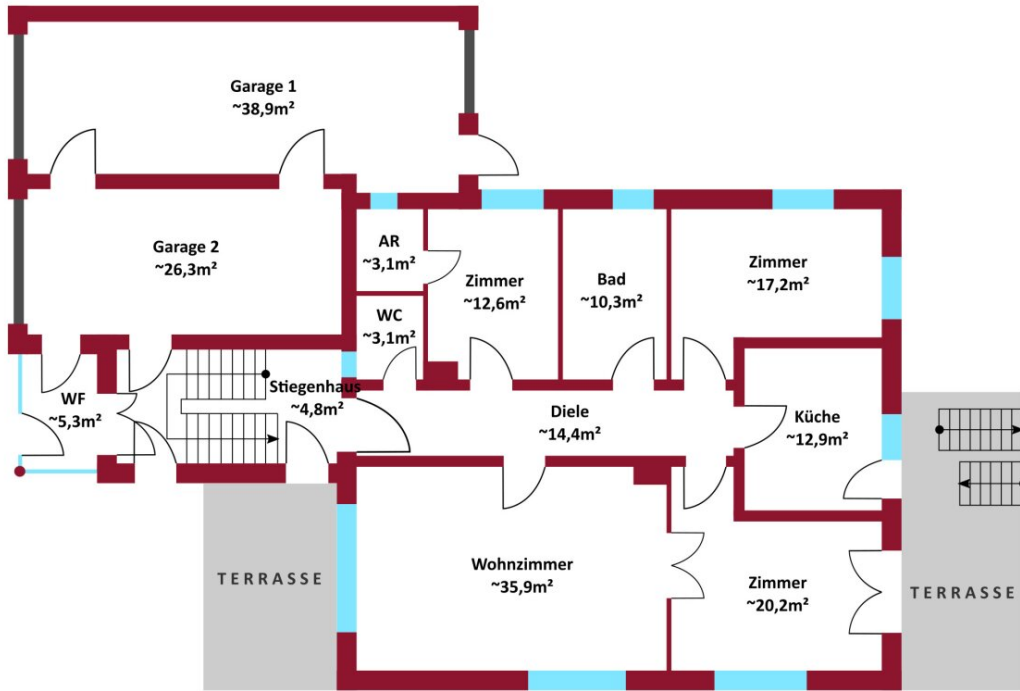 Garage 1
~38,9m²
Garage 2
~26,3m²
AR
~3,1m²
Zimmer
~12,6m²
Bad
~10,3m²
Zimmer
~17,2m²
WC
~3,1m²
Stiegenhaus
~4,8m²
WF
~5,3m²
Diele
~14,4m²
Küche
~12,9m²
TERRASSE
Wohnzimmer
~35,9m²
Zimmer
~20,2m²
TERRASSE